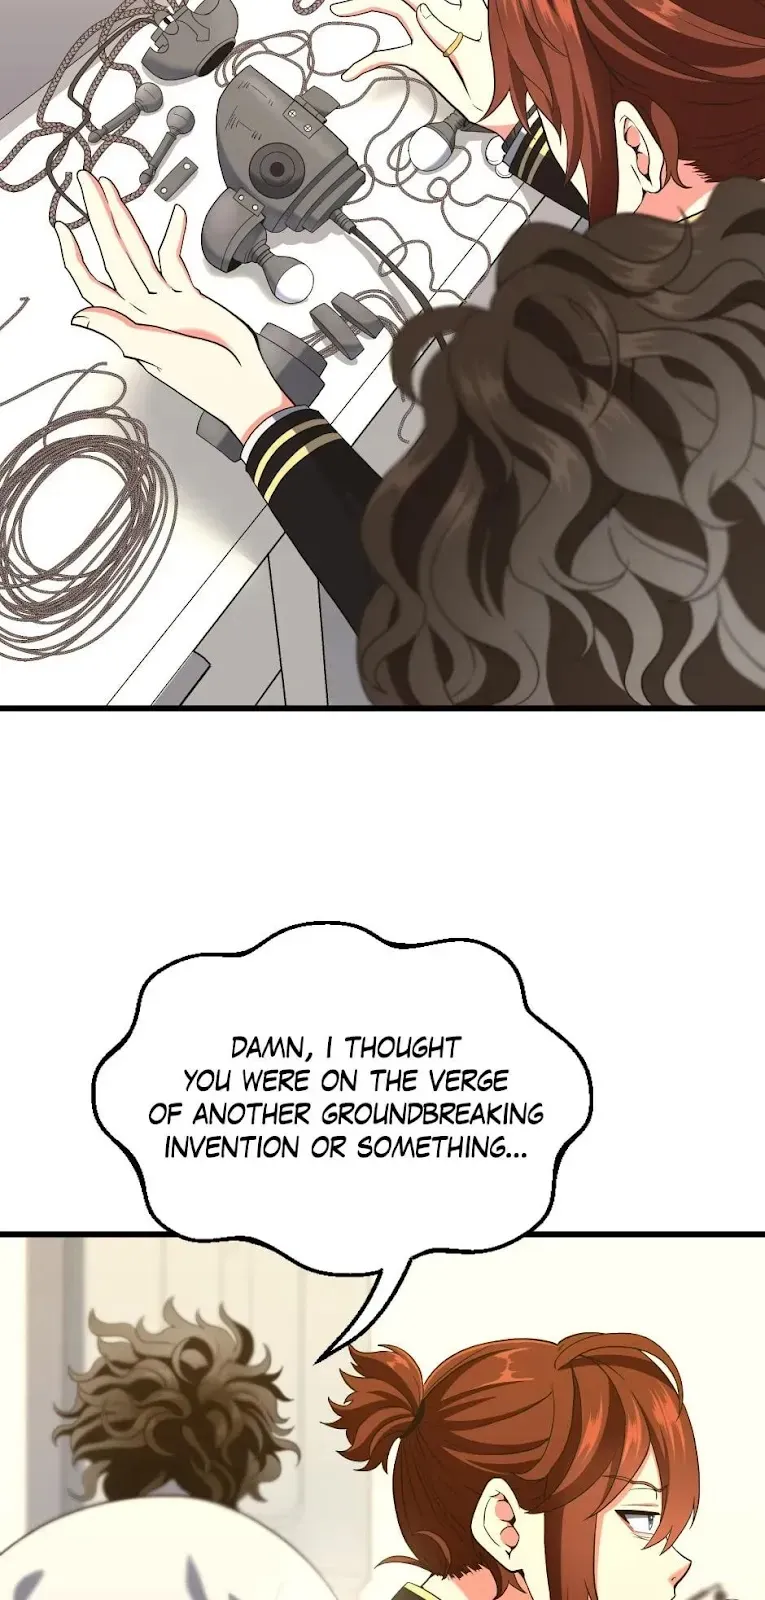 DAMN, I THOUGHT
YOU WERE ON THE VERGE
OF ANOTHER GROUNDBREAKING
INVENTION OR SOMETHING...